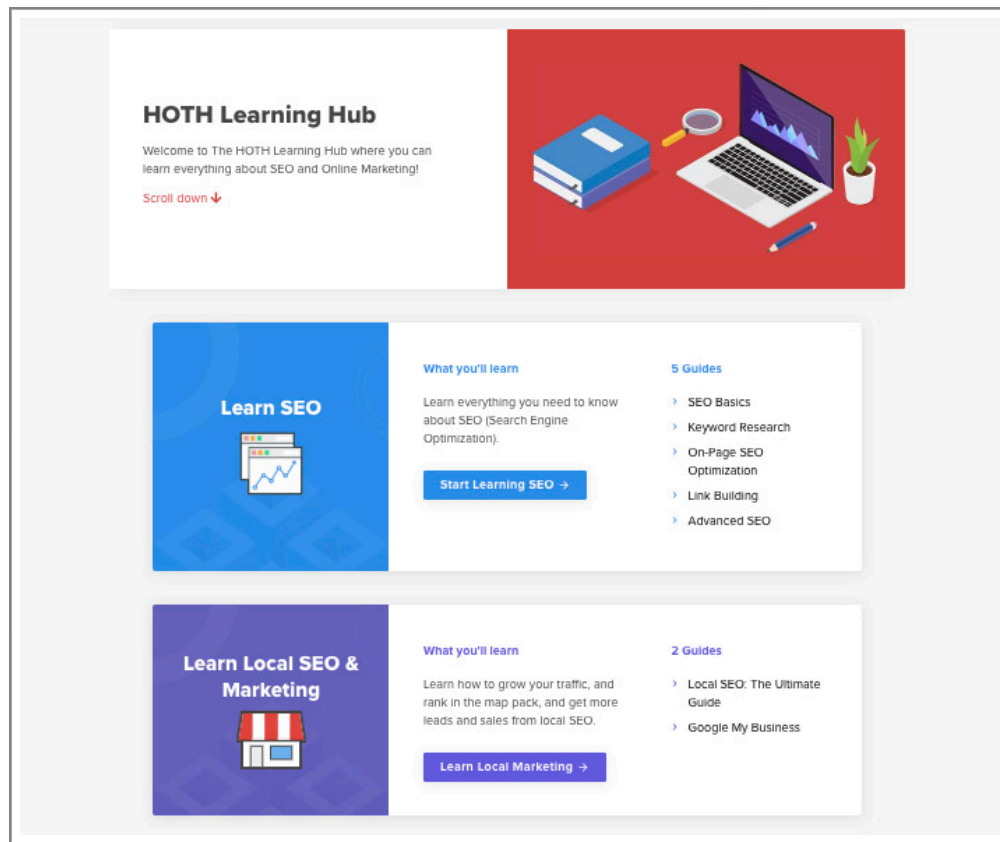 HOTH Learning Hub
Welcome to The HOTH Learning Hub where you can
learn everything about SEO and Online Marketing!
Scroll down ↓
Learn SEO
What you'll learn
Learn everything you need to know
about SEO (Search Engine
Optimization).
Start Learning SEO →
5 Guides
› SEO Basics
› Keyword Research
› On-Page SEO
Optimization
› Link Building
› Advanced SEO
Learn Local SEO &
Marketing
What you'll learn
Learn how to grow your traffic, and
rank in the map pack, and get more
leads and sales from local SEO.
Learn Local Marketing →
2 Guides
› Local SEO: The Ultimate
Guide
› Google My Business